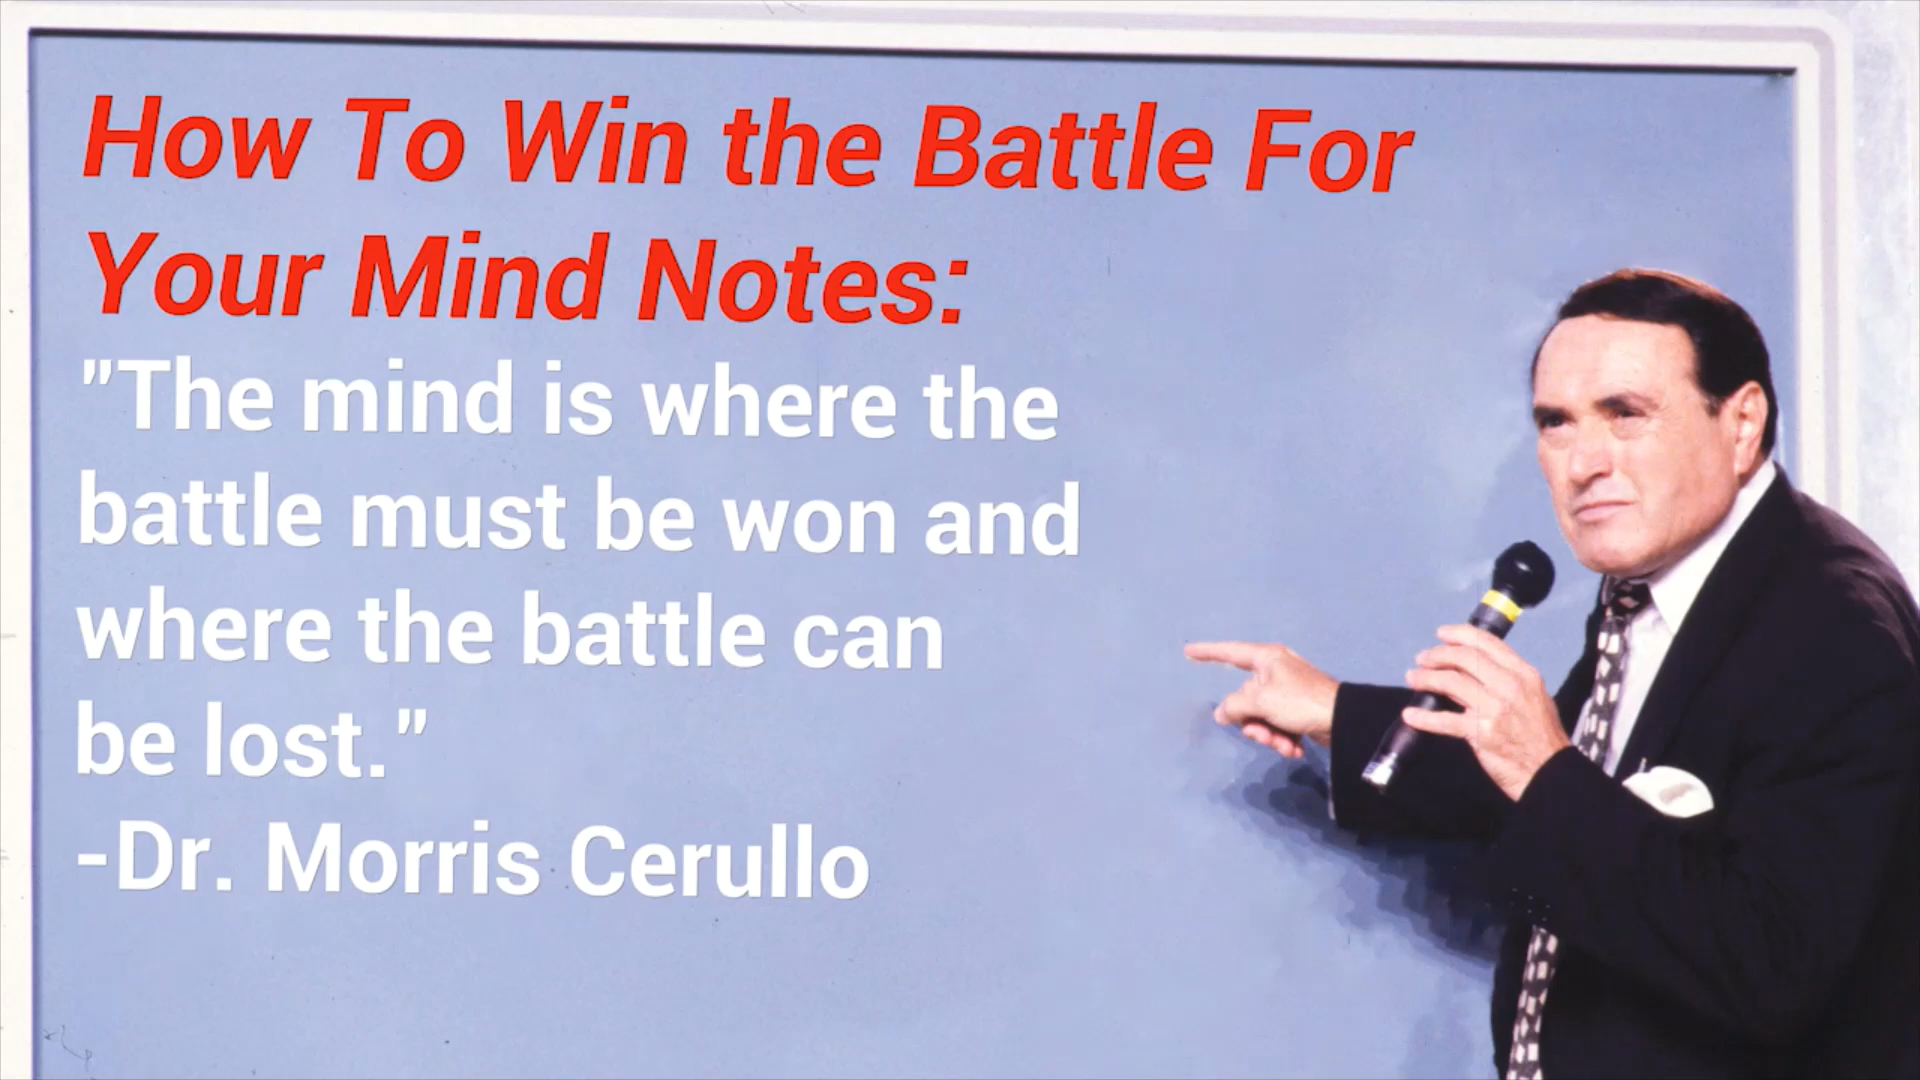 How To Win the Battle For
Your Mind Notes:
"The mind is where the
battle must be won and
where the battle can
be lost."
-Dr. Morris Cerullo